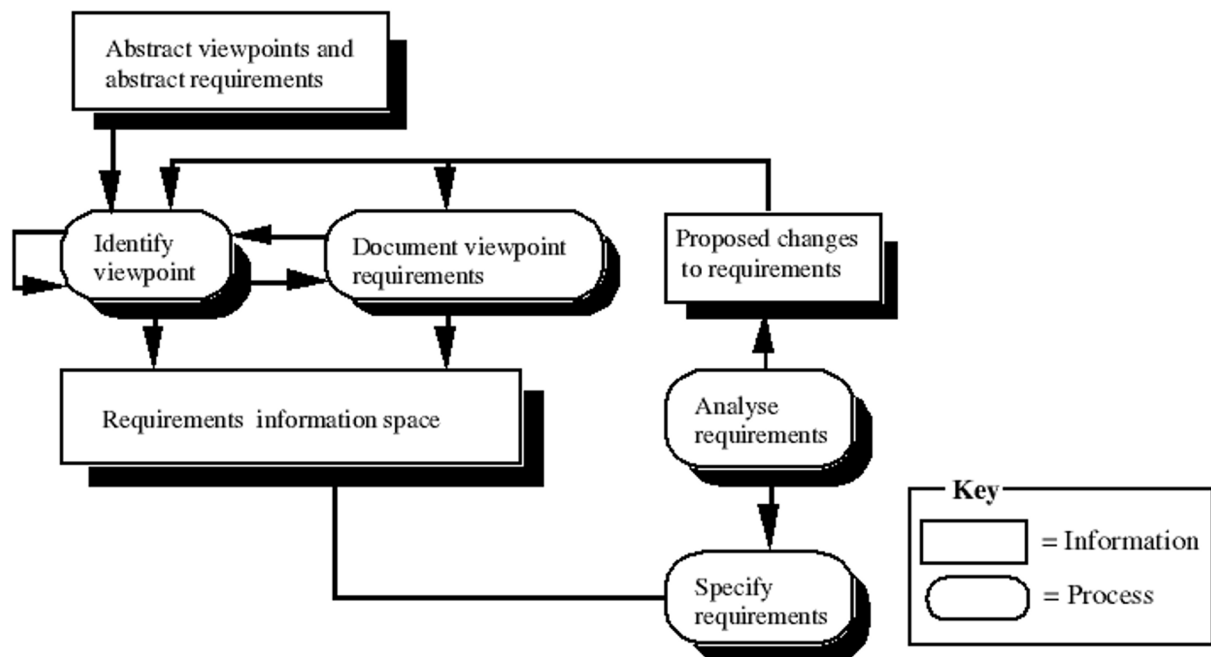 Abstract viewpoints and
abstract requirements
Identify
viewpoint
Document viewpoint
requirements
Proposed changes
to requirements
Requirements information space
Analyse
requirements
Specify
requirements
Key
= Information
= Process